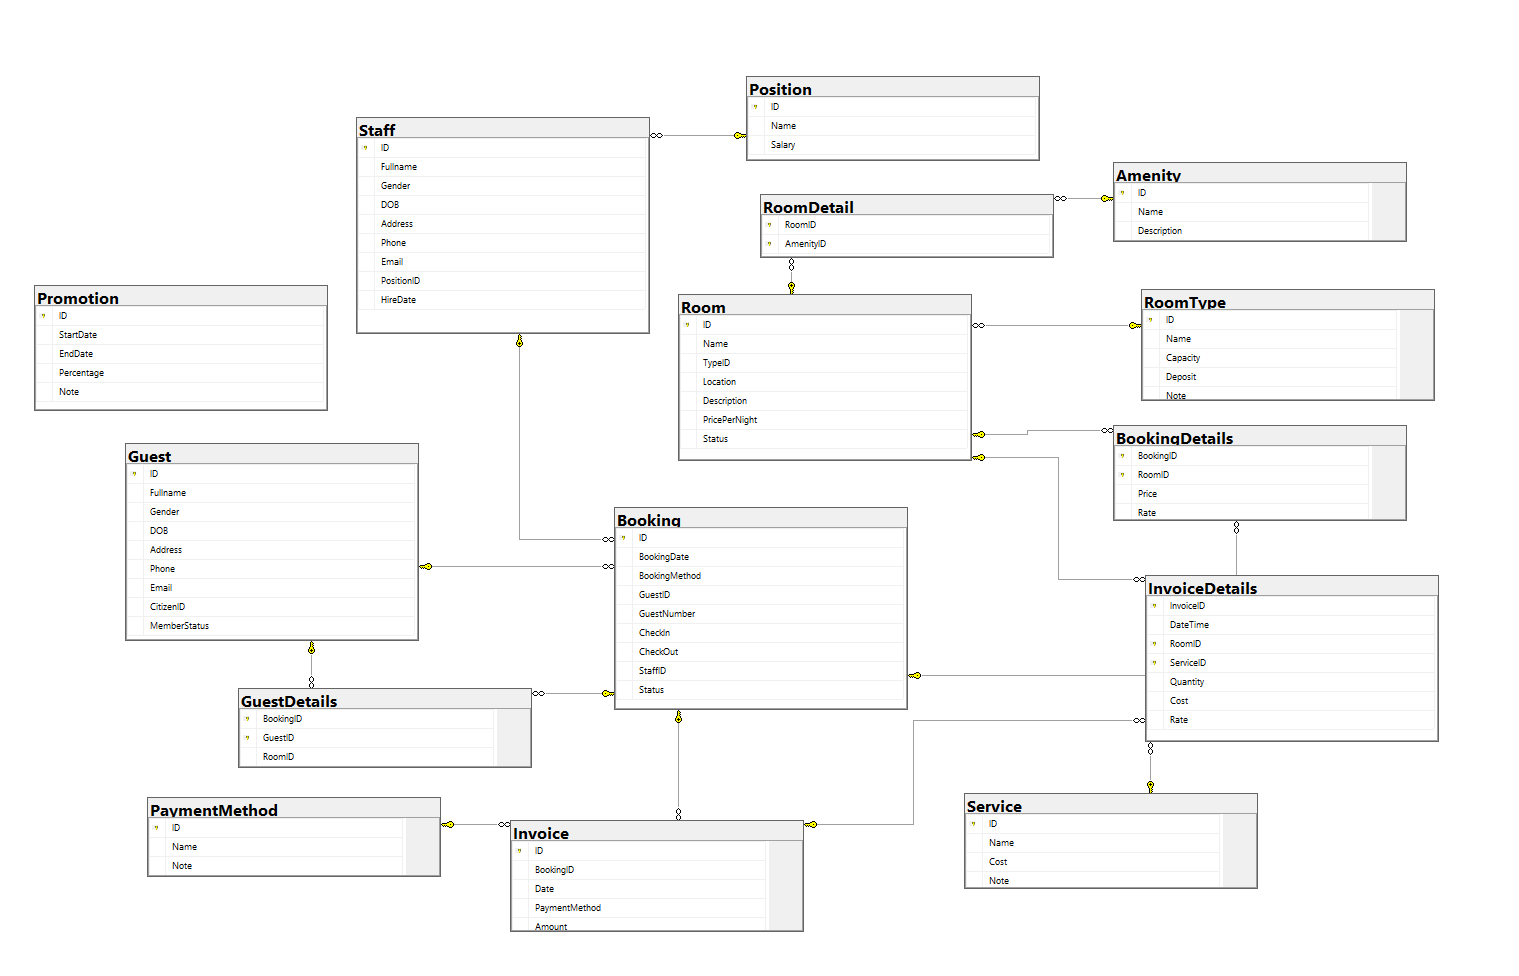 Position
ID
Name
Salary
Staff
ID
Fullname
Gender
DOB
Address
Phone
Email
PositionID
HireDate
Amenity
ID
Name
Description
RoomDetail
RoomID
AmenityID
Promotion
ID
StartDate
EndDate
Percentage
Note
Room
ID
Name
TypeID
Location
Description
PricePerNight
Status
RoomType
ID
Name
Capacity
Deposit
Note
BookingDetails
BookingID
RoomID
Price
Rate
Guest
ID
Fullname
Gender
DOB
Address
Phone
Email
CitizenID
MemberStatus
Booking
ID
BookingDate
BookingMethod
GuestID
GuestNumber
CheckIn
CheckOut
StaffID
Status
InvoiceDetails
InvoiceID
DateTime
RoomID
ServiceID
Quantity
Cost
Rate
GuestDetails
BookingID
GuestID
RoomID
PaymentMethod
ID
Name
Note
Invoice
ID
BookingID
Date
PaymentMethod
Amount
Service
ID
Name
Cost
Note